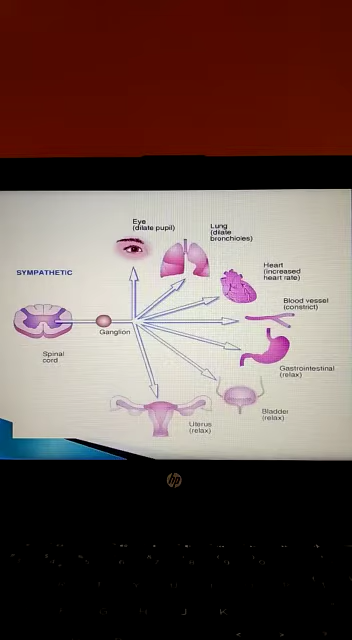 Eye
(dilate pupil)
Lung
(dilate
bronchioles)
SYMPATHETIC
Heart
(increased
heart rate)
Blood vessel
(constrict)
Ganglion
Spinal
cord
Gastrointestinal
(relax)
Bladder
(relax)
Uterus
(relax)
hp